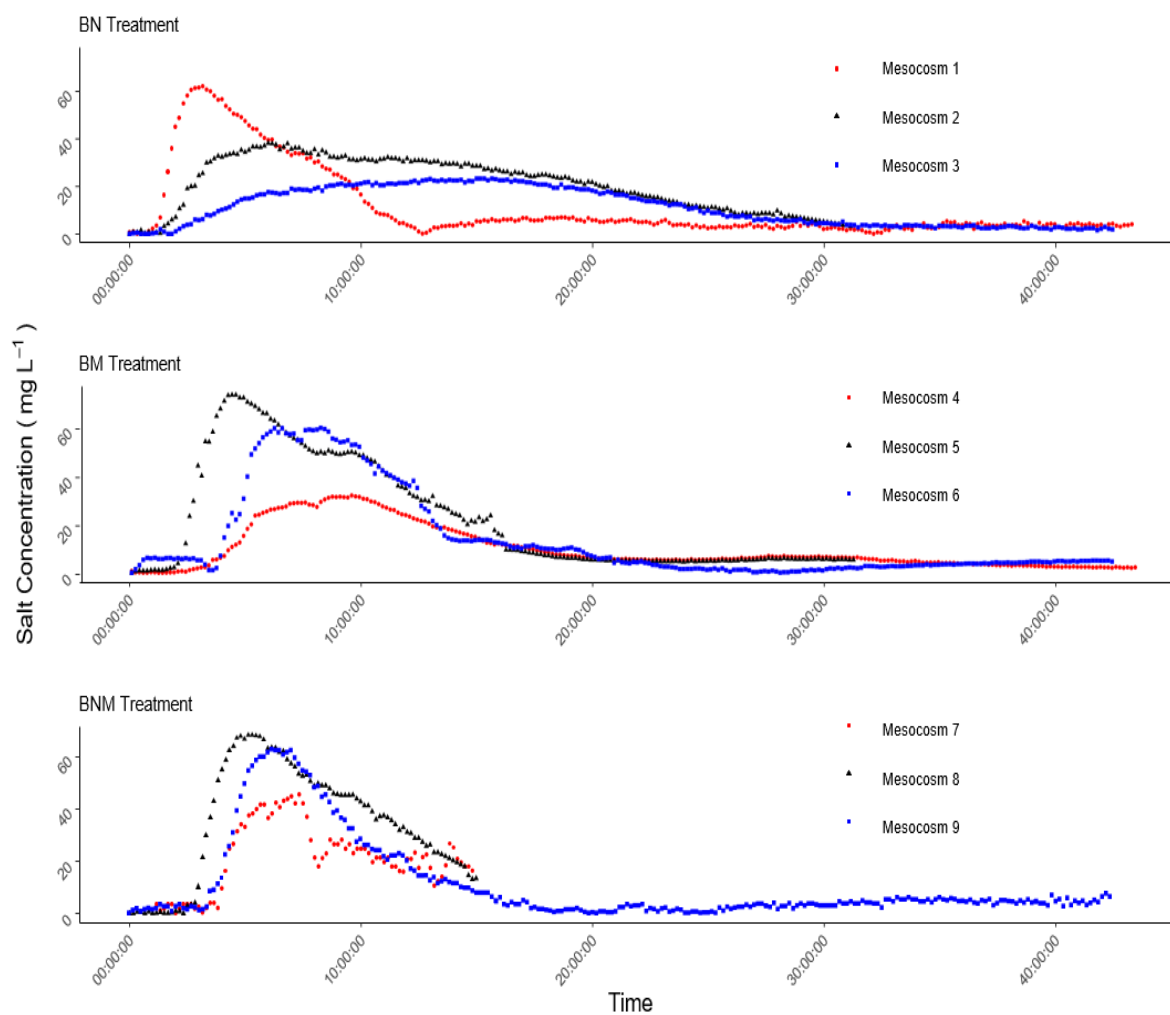 BN Treatment
Mesocosm 1
Mesocosm 2
Mesocosm 3
60
40
20
0
00:00:00
10:00:00
20:00:00
30:00:00
40:00:00
Salt Concentration ( mg L⁻¹ )
BM Treatment
Mesocosm 4
Mesocosm 5
Mesocosm 6
60
40
20
0
00:00:00
10:00:00
20:00:00
30:00:00
40:00:00
BNM Treatment
Mesocosm 7
Mesocosm 8
Mesocosm 9
60
40
20
0
00:00:00
10:00:00
20:00:00
30:00:00
40:00:00
Time